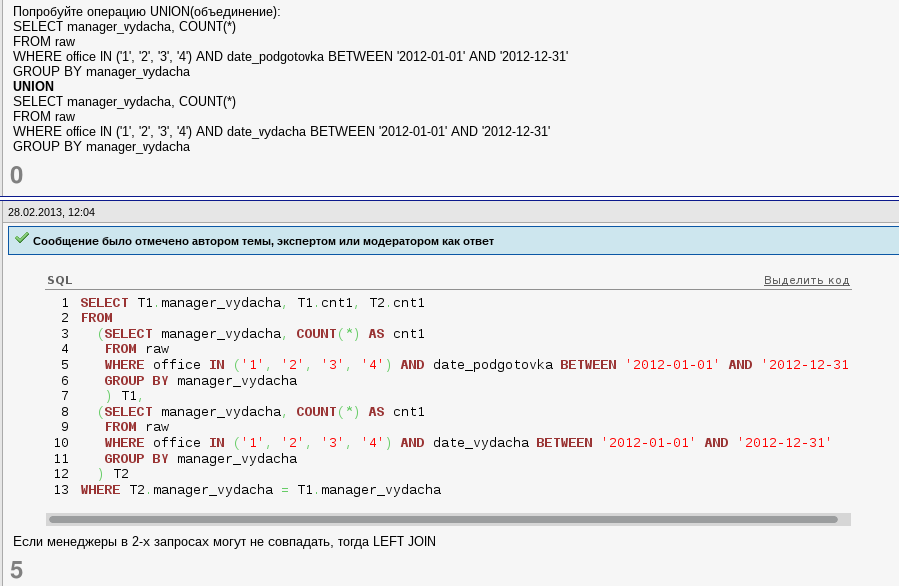 Попробуйте операцию UNION(объединение):
SELECT manager_vydacha, COUNT(*)
FROM raw
WHERE office IN ('1', '2', '3', '4') AND date_podgotovka BETWEEN '2012-01-01' AND '2012-12-31'
GROUP BY manager_vydacha
UNION
SELECT manager_vydacha, COUNT(*)
FROM raw
WHERE office IN ('1', '2', '3', '4') AND date_vydacha BETWEEN '2012-01-01' AND '2012-12-31'
GROUP BY manager_vydacha
0
28.02.2013, 12:04
Сообщение было отмечено автором темы, экспертом или модератором как ответ
SQL Выделить код
1 SELECT T1.manager_vydacha, T1.cnt1, T2.cnt1
2 FROM
3 (SELECT manager_vydacha, COUNT(*) AS cnt1
4 FROM raw
5 WHERE office IN ('1', '2', '3', '4') AND date_podgotovka BETWEEN '2012-01-01' AND '2012-12-31
6 GROUP BY manager_vydacha
7 ) T1,
8 (SELECT manager_vydacha, COUNT(*) AS cnt1
9 FROM raw
10 WHERE office IN ('1', '2', '3', '4') AND date_vydacha BETWEEN '2012-01-01' AND '2012-12-31'
11 GROUP BY manager_vydacha
12 ) T2
13 WHERE T2.manager_vydacha = T1.manager_vydacha
Если менеджеры в 2-х запросах могут не совпадать, тогда LEFT JOIN
5